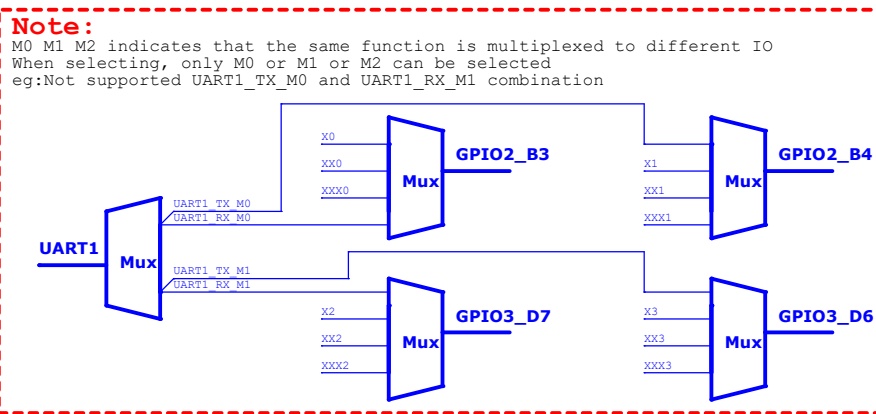 Note:
M0 M1 M2 indicates that the same function is multiplexed to different IO
When selecting, only M0 or M1 or M2 can be selected
eg:Not supported UART1_TX_M0 and UART1_RX_M1 combination
X0
XX0
XXX0
Mux
GPIO2_B3
X1
XX1
XXX1
Mux
GPIO2_B4
UART1
Mux
UART1_TX_M0
UART1_RX_M0
UART1_TX_M1
UART1_RX_M1
X2
XX2
XXX2
Mux
GPIO3_D7
X3
XX3
XXX3
Mux
GPIO3_D6